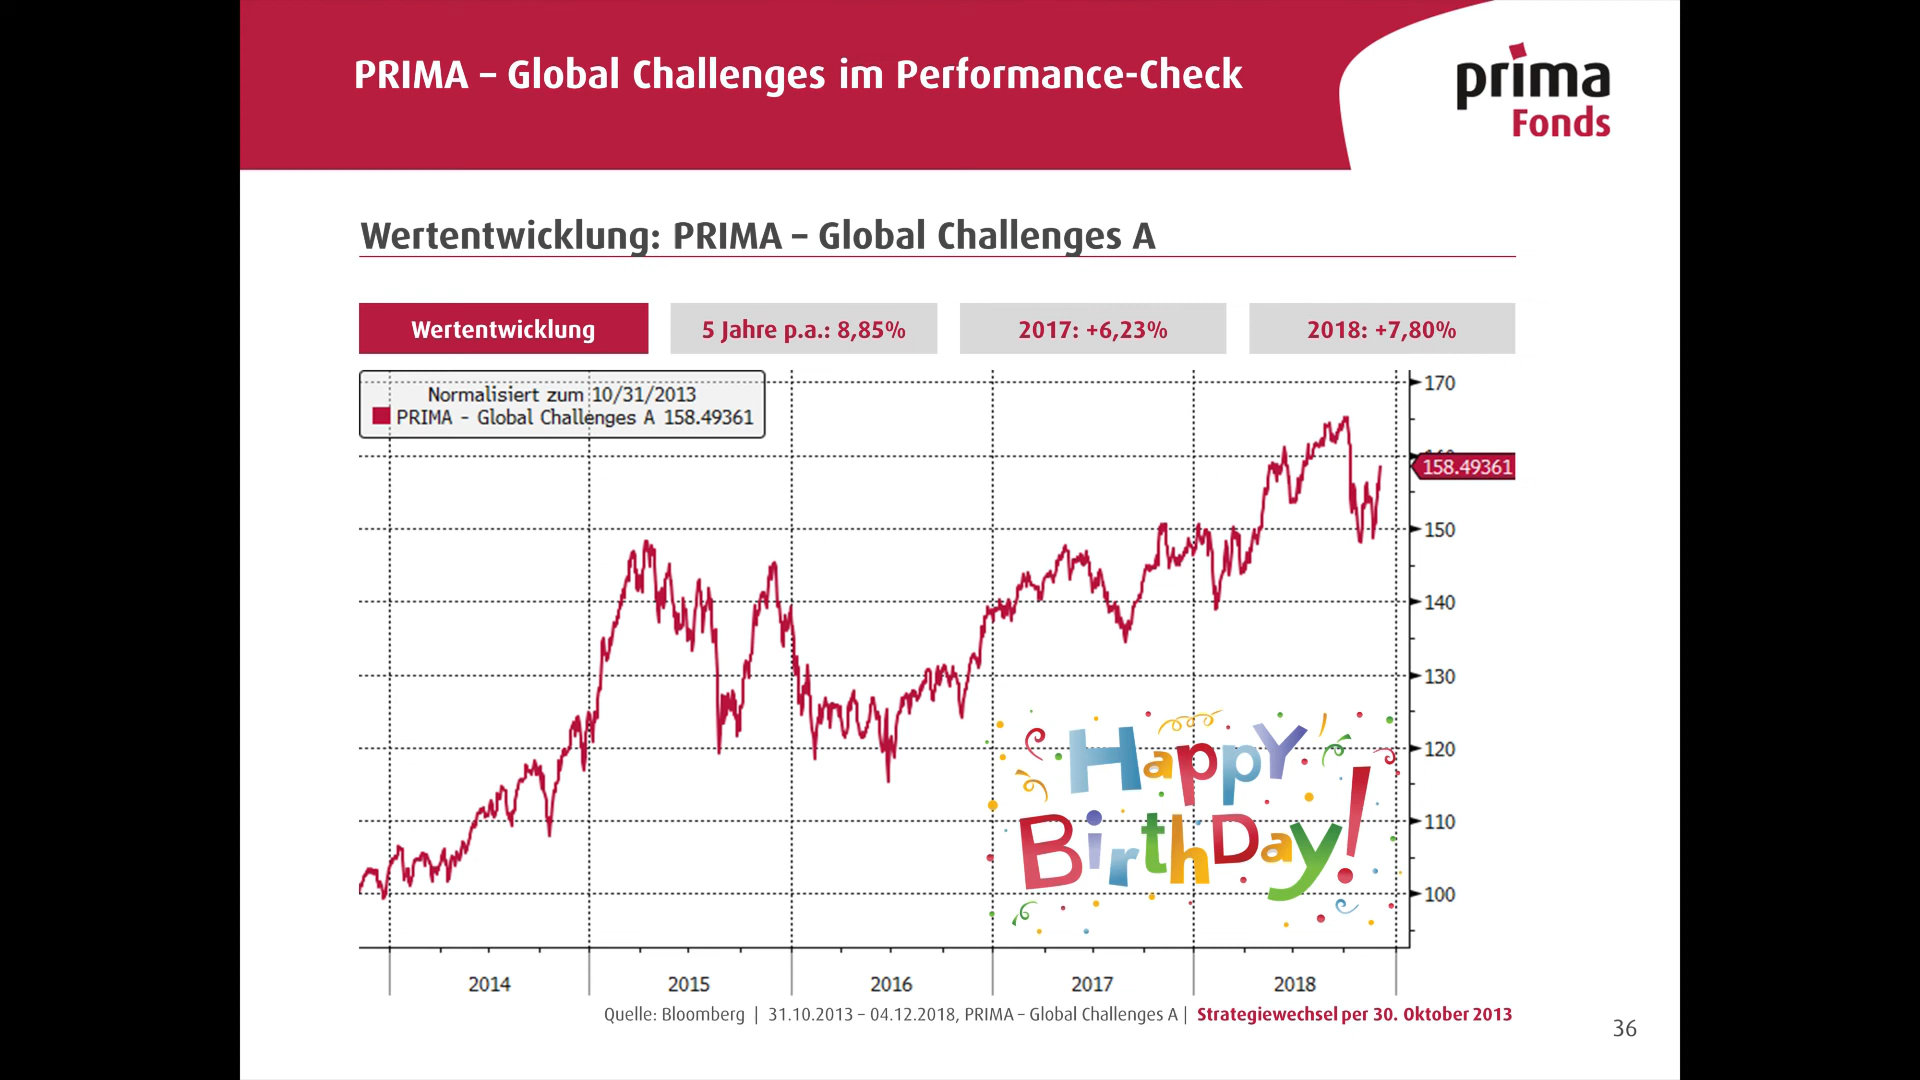 PRIMA – Global Challenges im Performance-Check
prima
Fonds
Wertentwicklung: PRIMA – Global Challenges A
Wertentwicklung
5 Jahre p.a.: 8,85%
2017: +6,23%
2018: +7,80%
Normalisiert zum 10/31/2013
PRIMA - Global Challenges A 158.49361
170
158.49361
150
140
130
120
110
100
Happy
BirthDay!
2014 2015 2016 2017 2018
Quelle: Bloomberg | 31.10.2013 – 04.12.2018, PRIMA – Global Challenges A | Strategiewechsel per 30. Oktober 2013
36